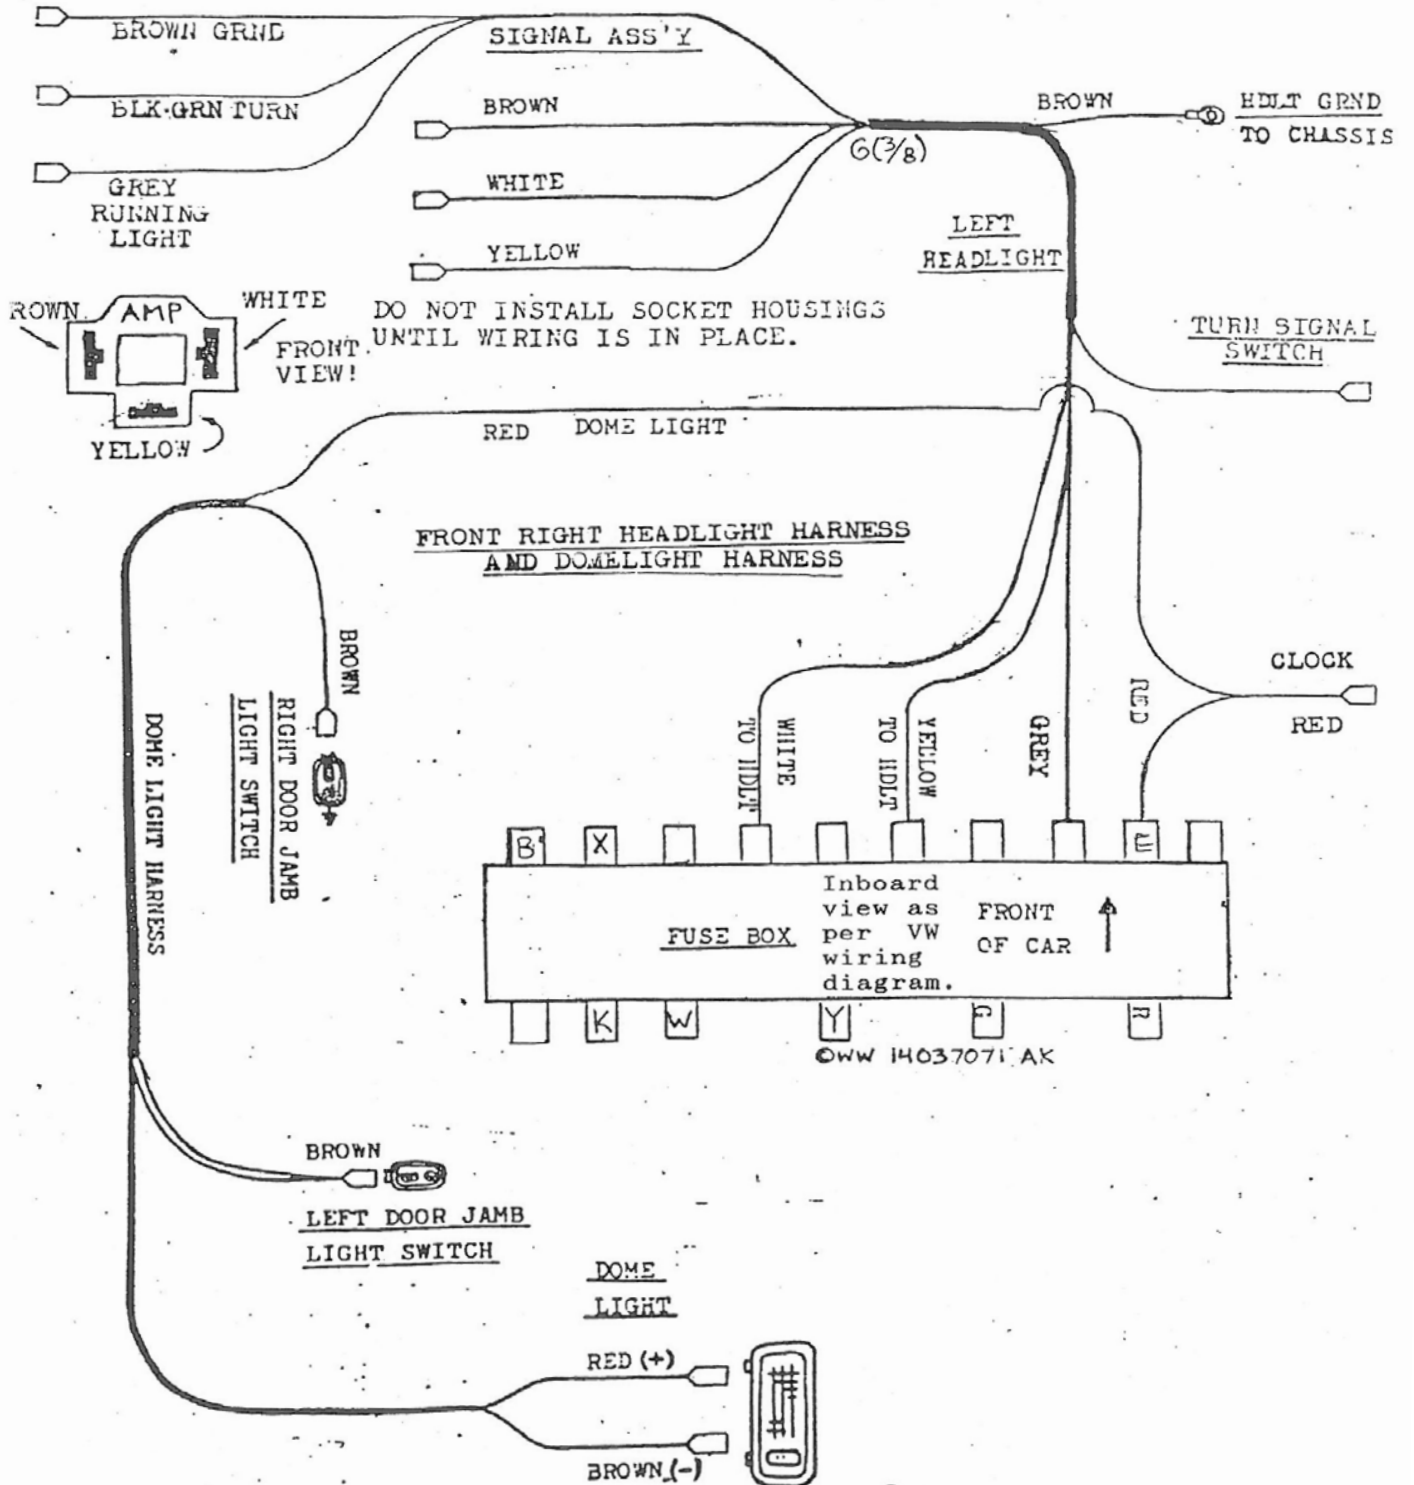 BROWN GRND
SIGNAL ASS'Y
BLK-GRN TURN
BROWN
BROWN
HDLT GRND
TO CHASSIS
6(3/8)
GREY
RUNNING
LIGHT
WHITE
LEFT
HEADLIGHT
YELLOW
ROWN
AMP
WHITE
FRONT
VIEW!
YELLOW
DO NOT INSTALL SOCKET HOUSINGS
UNTIL WIRING IS IN PLACE.
TURN SIGNAL
SWITCH
RED DOME LIGHT
FRONT RIGHT HEADLIGHT HARNESS
AND DOMELIGHT HARNESS
BROWN
RIGHT DOOR JAMB
LIGHT SWITCH
DOME LIGHT HARNESS
WHITE
TO HDLT
YELLOW
TO HDLT
GREY
RED
CLOCK
RED
B
X
E
FUSE BOX
Inboard
view as
per VW
wiring
diagram.
FRONT
OF CAR
K
W
Y
G
R
©WW 14037071 AK
BROWN
LEFT DOOR JAMB
LIGHT SWITCH
DOME
LIGHT
RED (+)
BROWN (-)